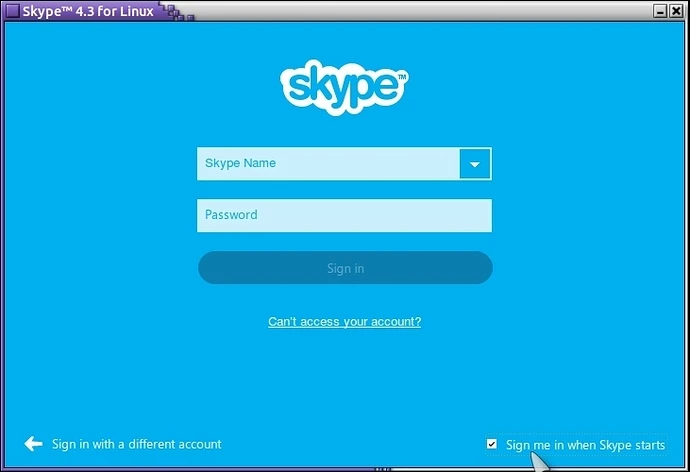 Skype™ 4.3 for Linux
skype™
Skype Name
Password
Sign in
Can't access your account?
Sign in with a different account
Sign me in when Skype starts